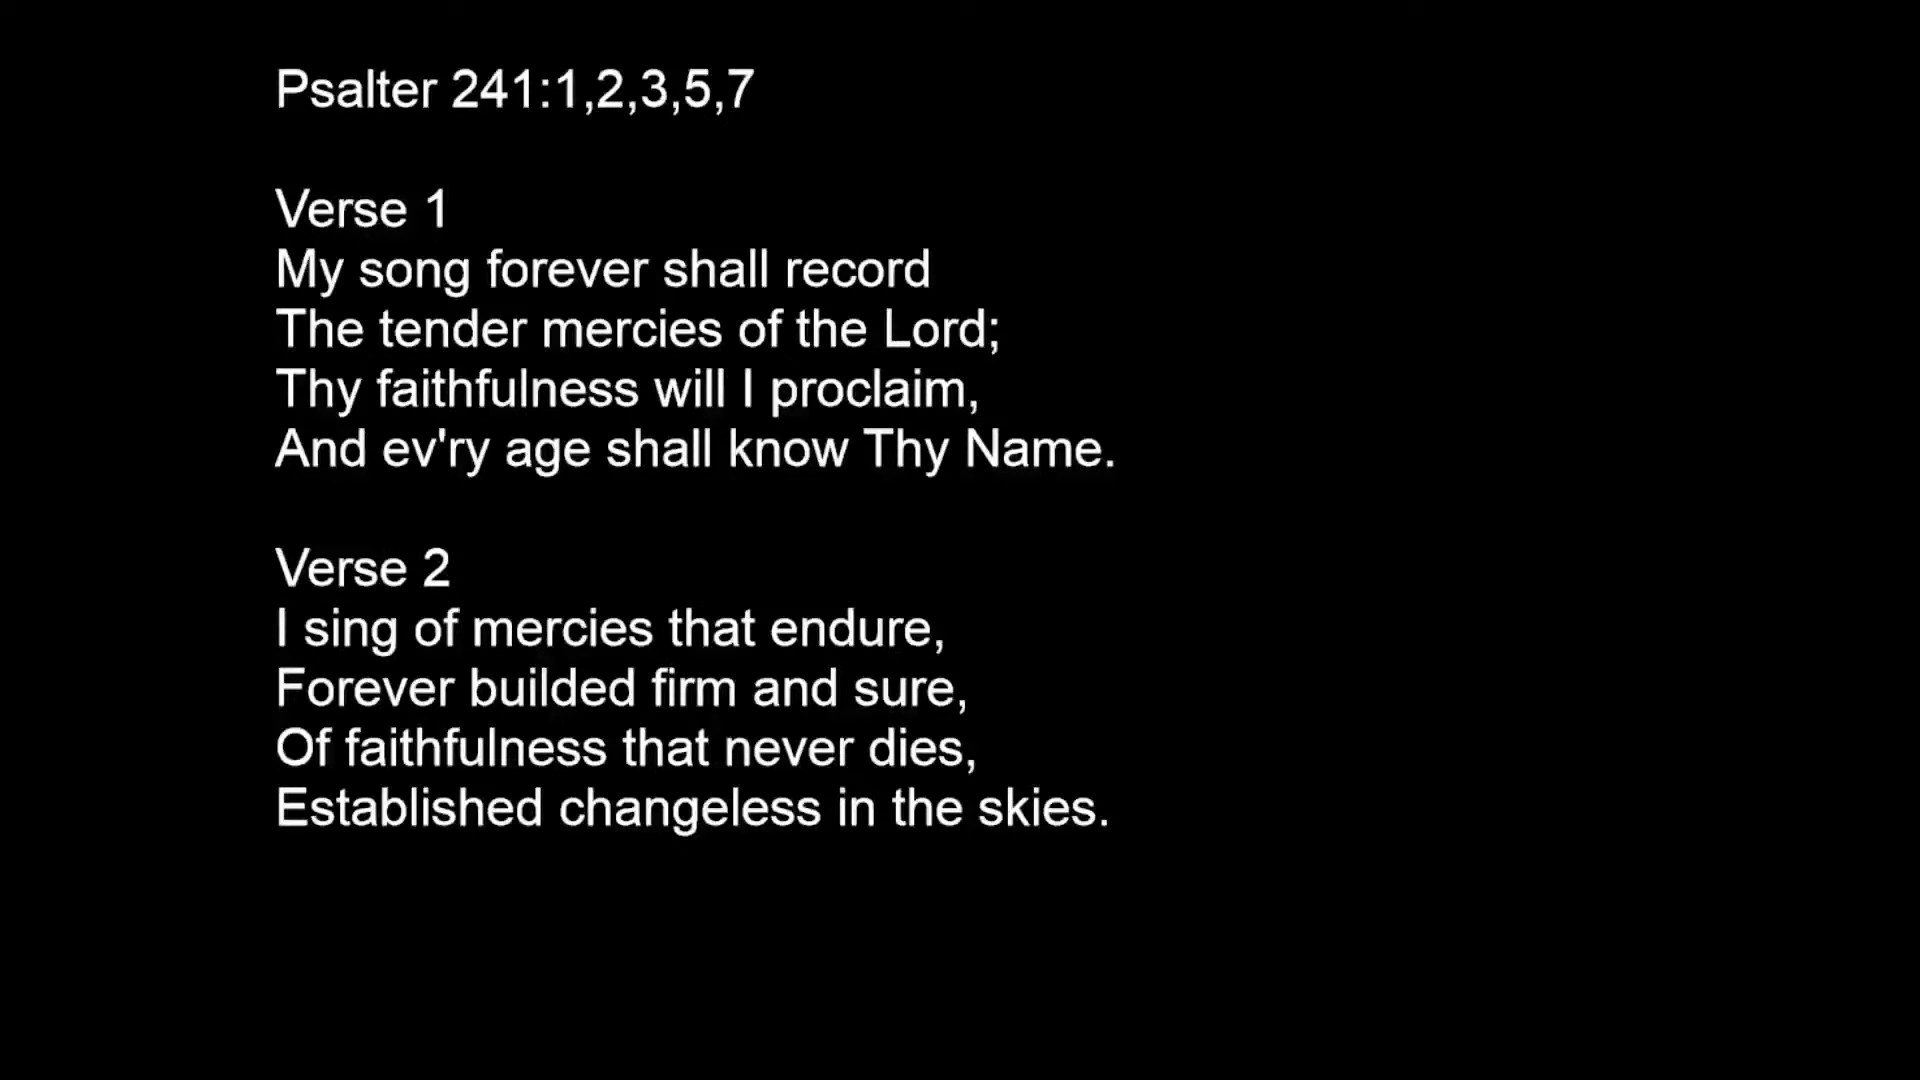 Psalter 241:1,2,3,5,7
Verse 1
My song forever shall record
The tender mercies of the Lord;
Thy faithfulness will I proclaim,
And ev'ry age shall know Thy Name.
Verse 2
I sing of mercies that endure,
Forever builded firm and sure,
Of faithfulness that never dies,
Established changeless in the skies.